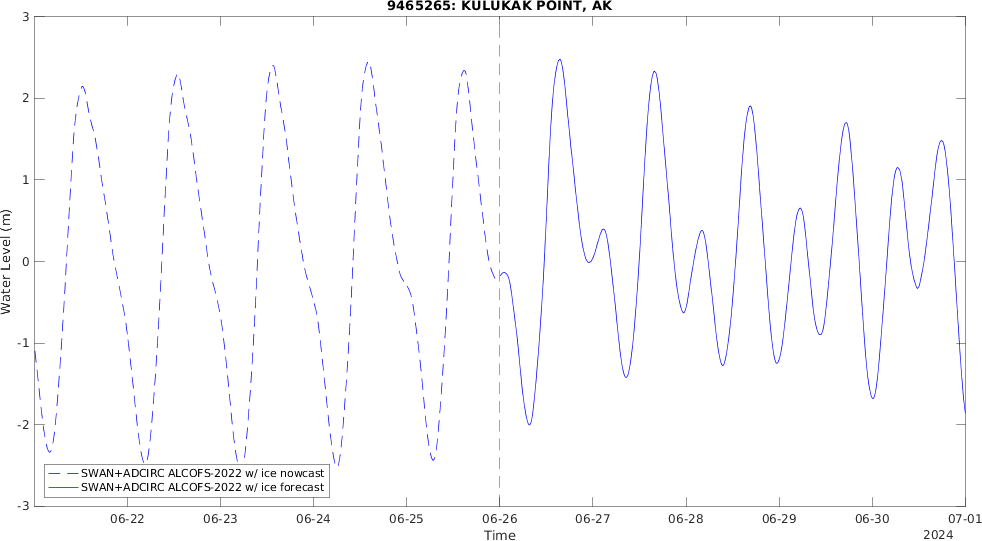 9465265: KULUKAK POINT, AK
3
2
1
0
-1
-2
-3
Water Level (m)
SWAN+ADCIRC ALCOFS-2022 w/ ice nowcast
SWAN+ADCIRC ALCOFS-2022 w/ ice forecast
06-22 06-23 06-24 06-25 06-26 06-27 06-28 06-29 06-30 07-01
Time
2024